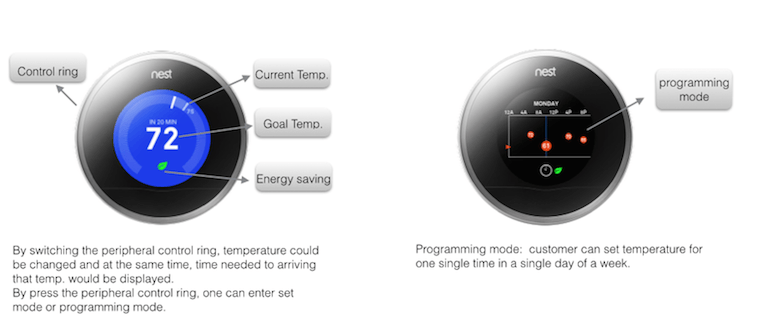 Control ring
nest
Current Temp.
75
IN 20 MIN
72
Goal Temp.
Energy saving
By switching the peripheral control ring, temperature could
be changed and at the same time, time needed to arriving
that temp. would be displayed.
By press the peripheral control ring, one can enter set
mode or programming mode.
nest
programming
mode
MONDAY
12A 4A 6A 12P 4P 8P
61
Programming mode: customer can set temperature for
one single time in a single day of a week.